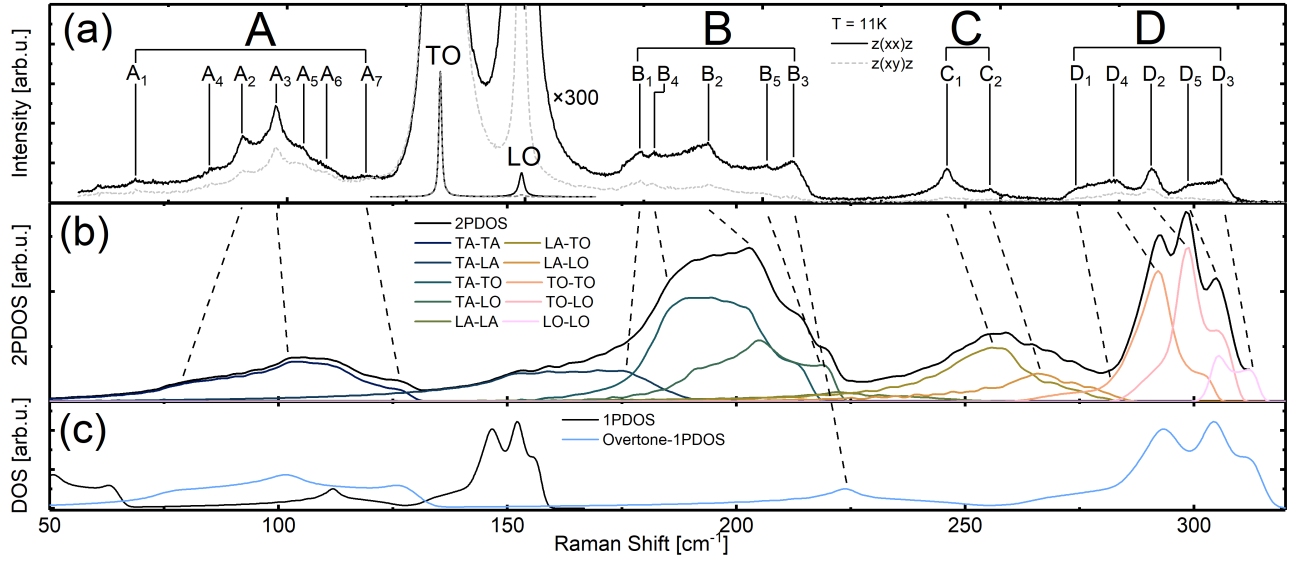 (a)
A
B
C
D
T = 11K
z(xx)z
z(xy)z
TO
LO
×300
A1
A4
A2
A3
A5
A6
A7
B1
B4
B2
B5
B3
C1
C2
D1
D4
D2
D5
D3
Intensity [arb.u.]
(b)
2PDOS
TA-TA
LA-TO
TA-LA
LA-LO
TA-TO
TO-TO
TA-LO
TO-LO
LA-LA
LO-LO
2PDOS [arb.u.]
(c)
1PDOS
Overtone-1PDOS
DOS [arb.u.]
50
100
150
200
250
300
Raman Shift [cm-1]